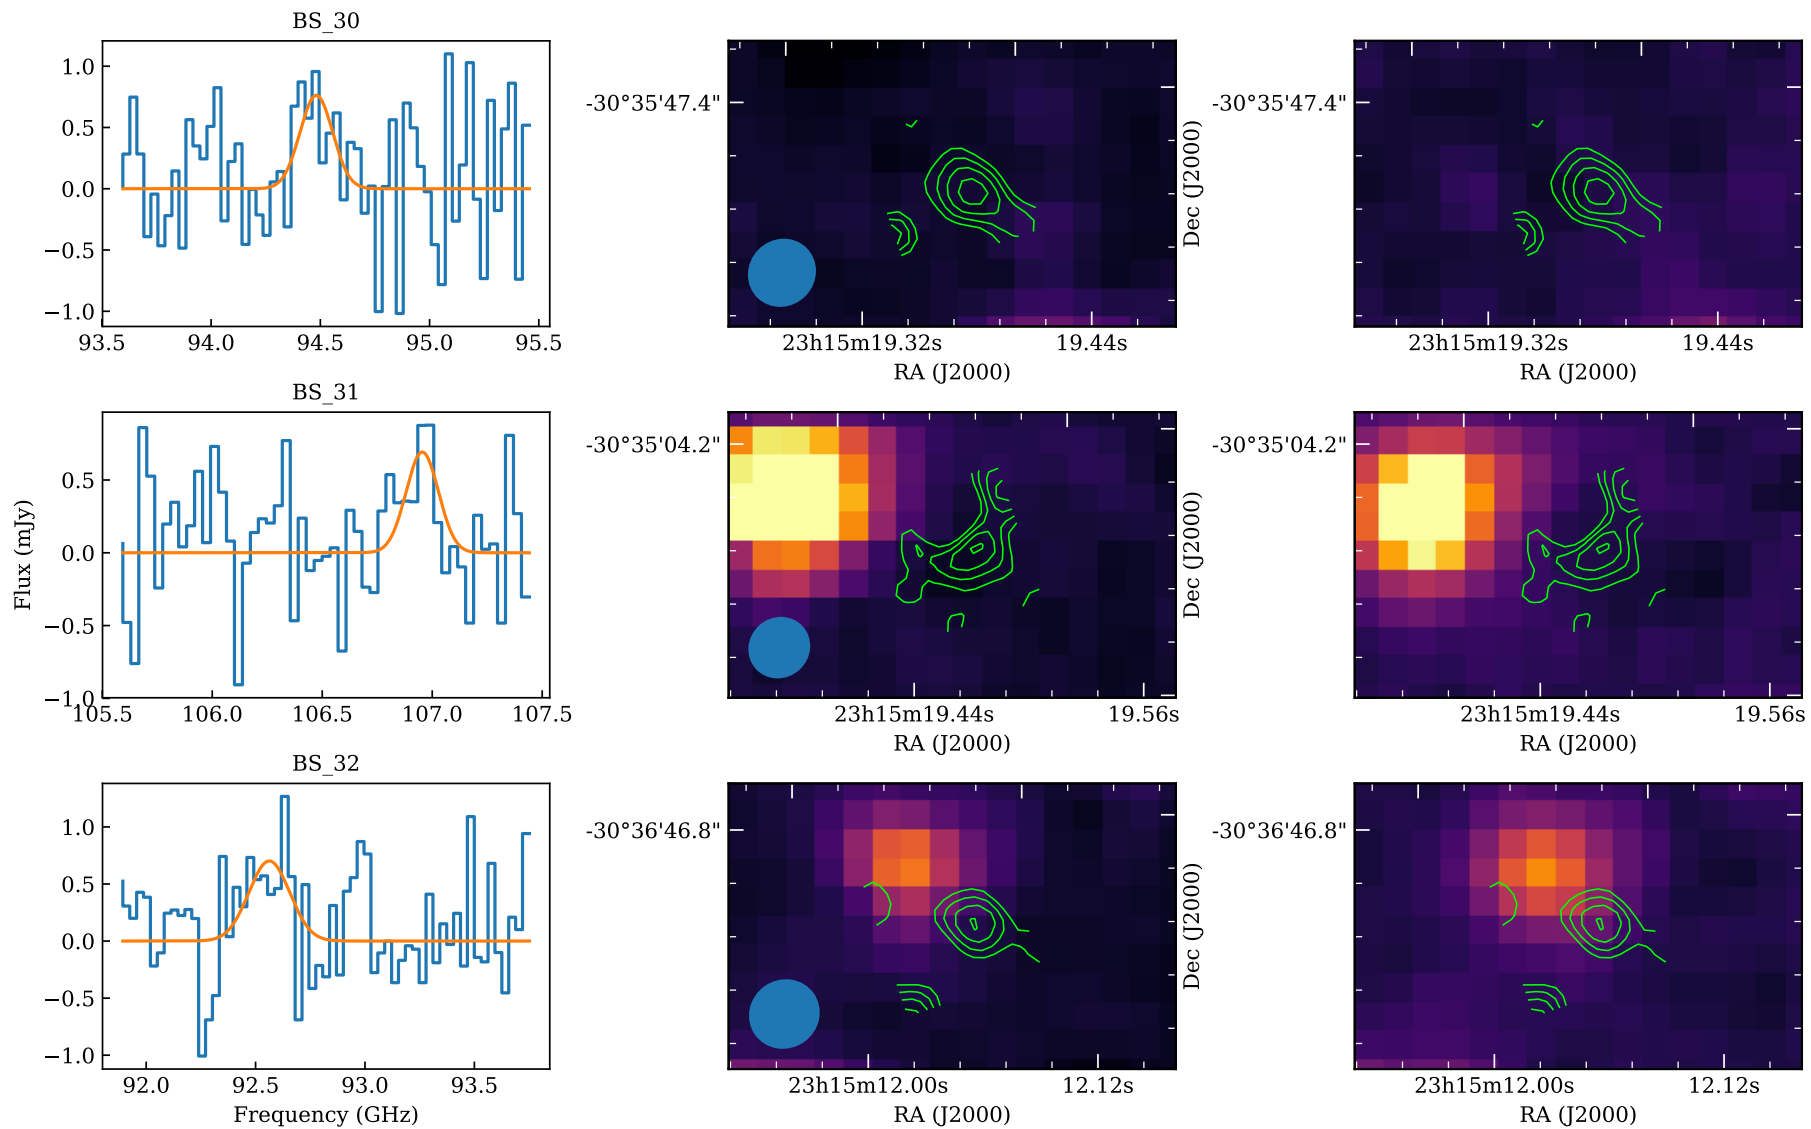 BS_30
1.0
0.5
0.0
−0.5
−1.0
93.5 94.0 94.5 95.0 95.5
-30°35'47.4"
23h15m19.32s 19.44s
RA (J2000)
Dec (J2000)
-30°35'47.4"
23h15m19.32s 19.44s
RA (J2000)
BS_31
Flux (mJy)
0.5
0.0
−0.5
−1.0
105.5 106.0 106.5 107.0 107.5
-30°35'04.2"
23h15m19.44s 19.56s
RA (J2000)
Dec (J2000)
-30°35'04.2"
23h15m19.44s 19.56s
RA (J2000)
BS_32
1.0
0.5
0.0
−0.5
−1.0
92.0 92.5 93.0 93.5
Frequency (GHz)
-30°36'46.8"
23h15m12.00s 12.12s
RA (J2000)
Dec (J2000)
-30°36'46.8"
23h15m12.00s 12.12s
RA (J2000)